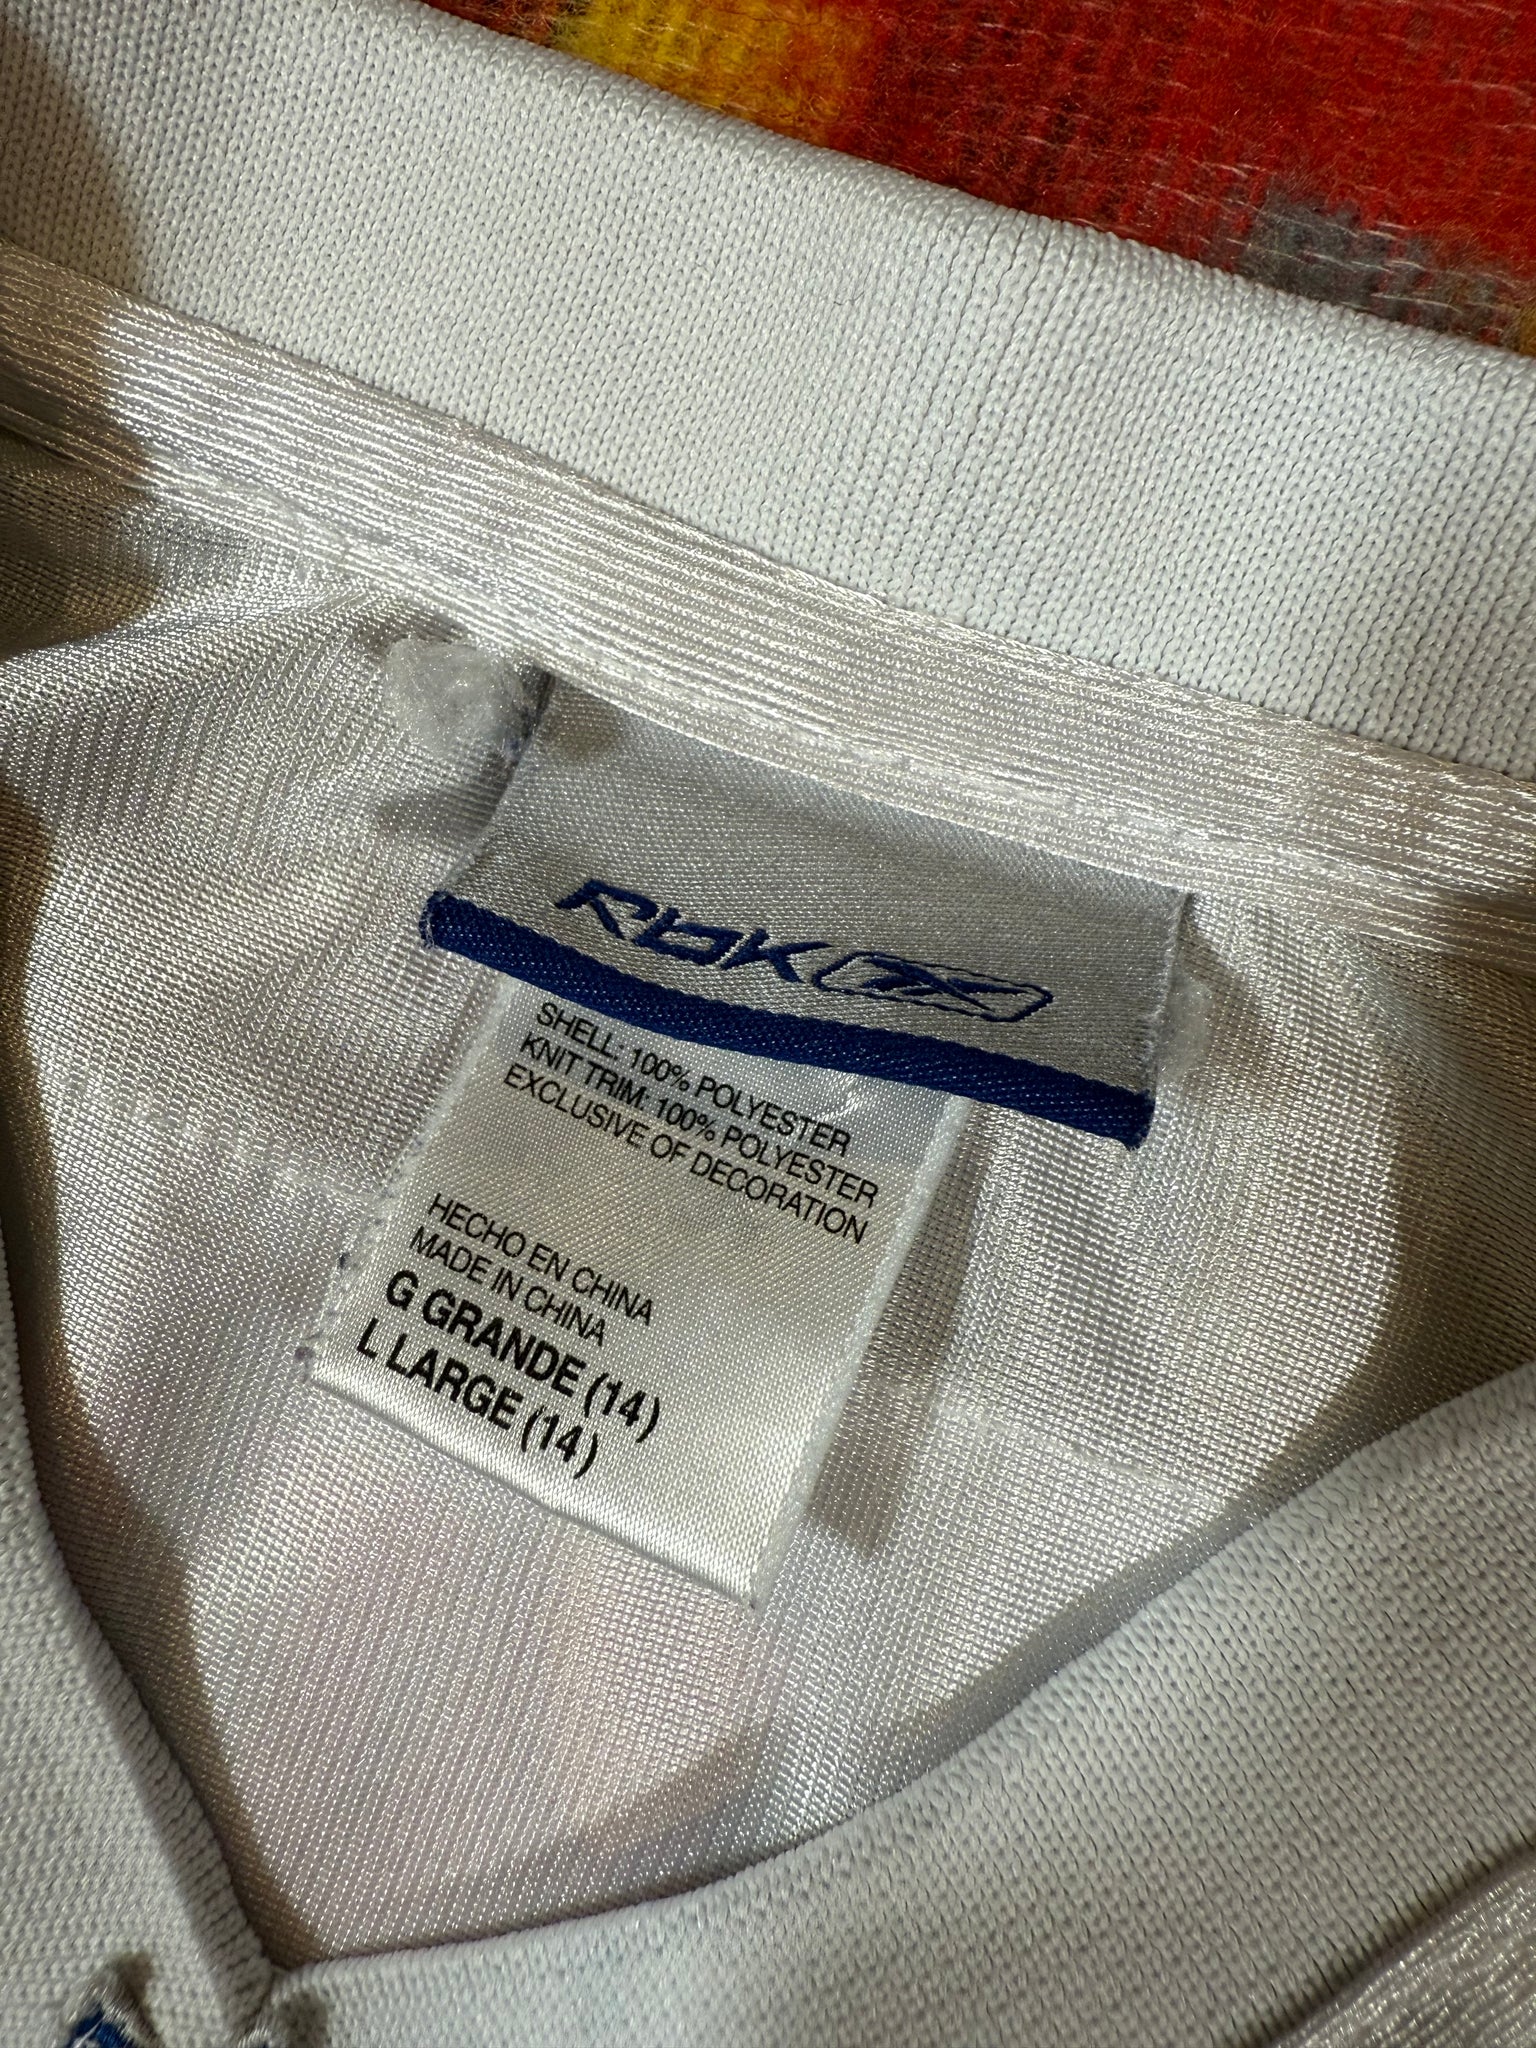 Rbk
SHELL: 100% POLYESTER
KNIT TRIM: 100% POLYESTER
EXCLUSIVE OF DECORATION
HECHO EN CHINA
MADE IN CHINA
G GRANDE (14)
L LARGE (14)